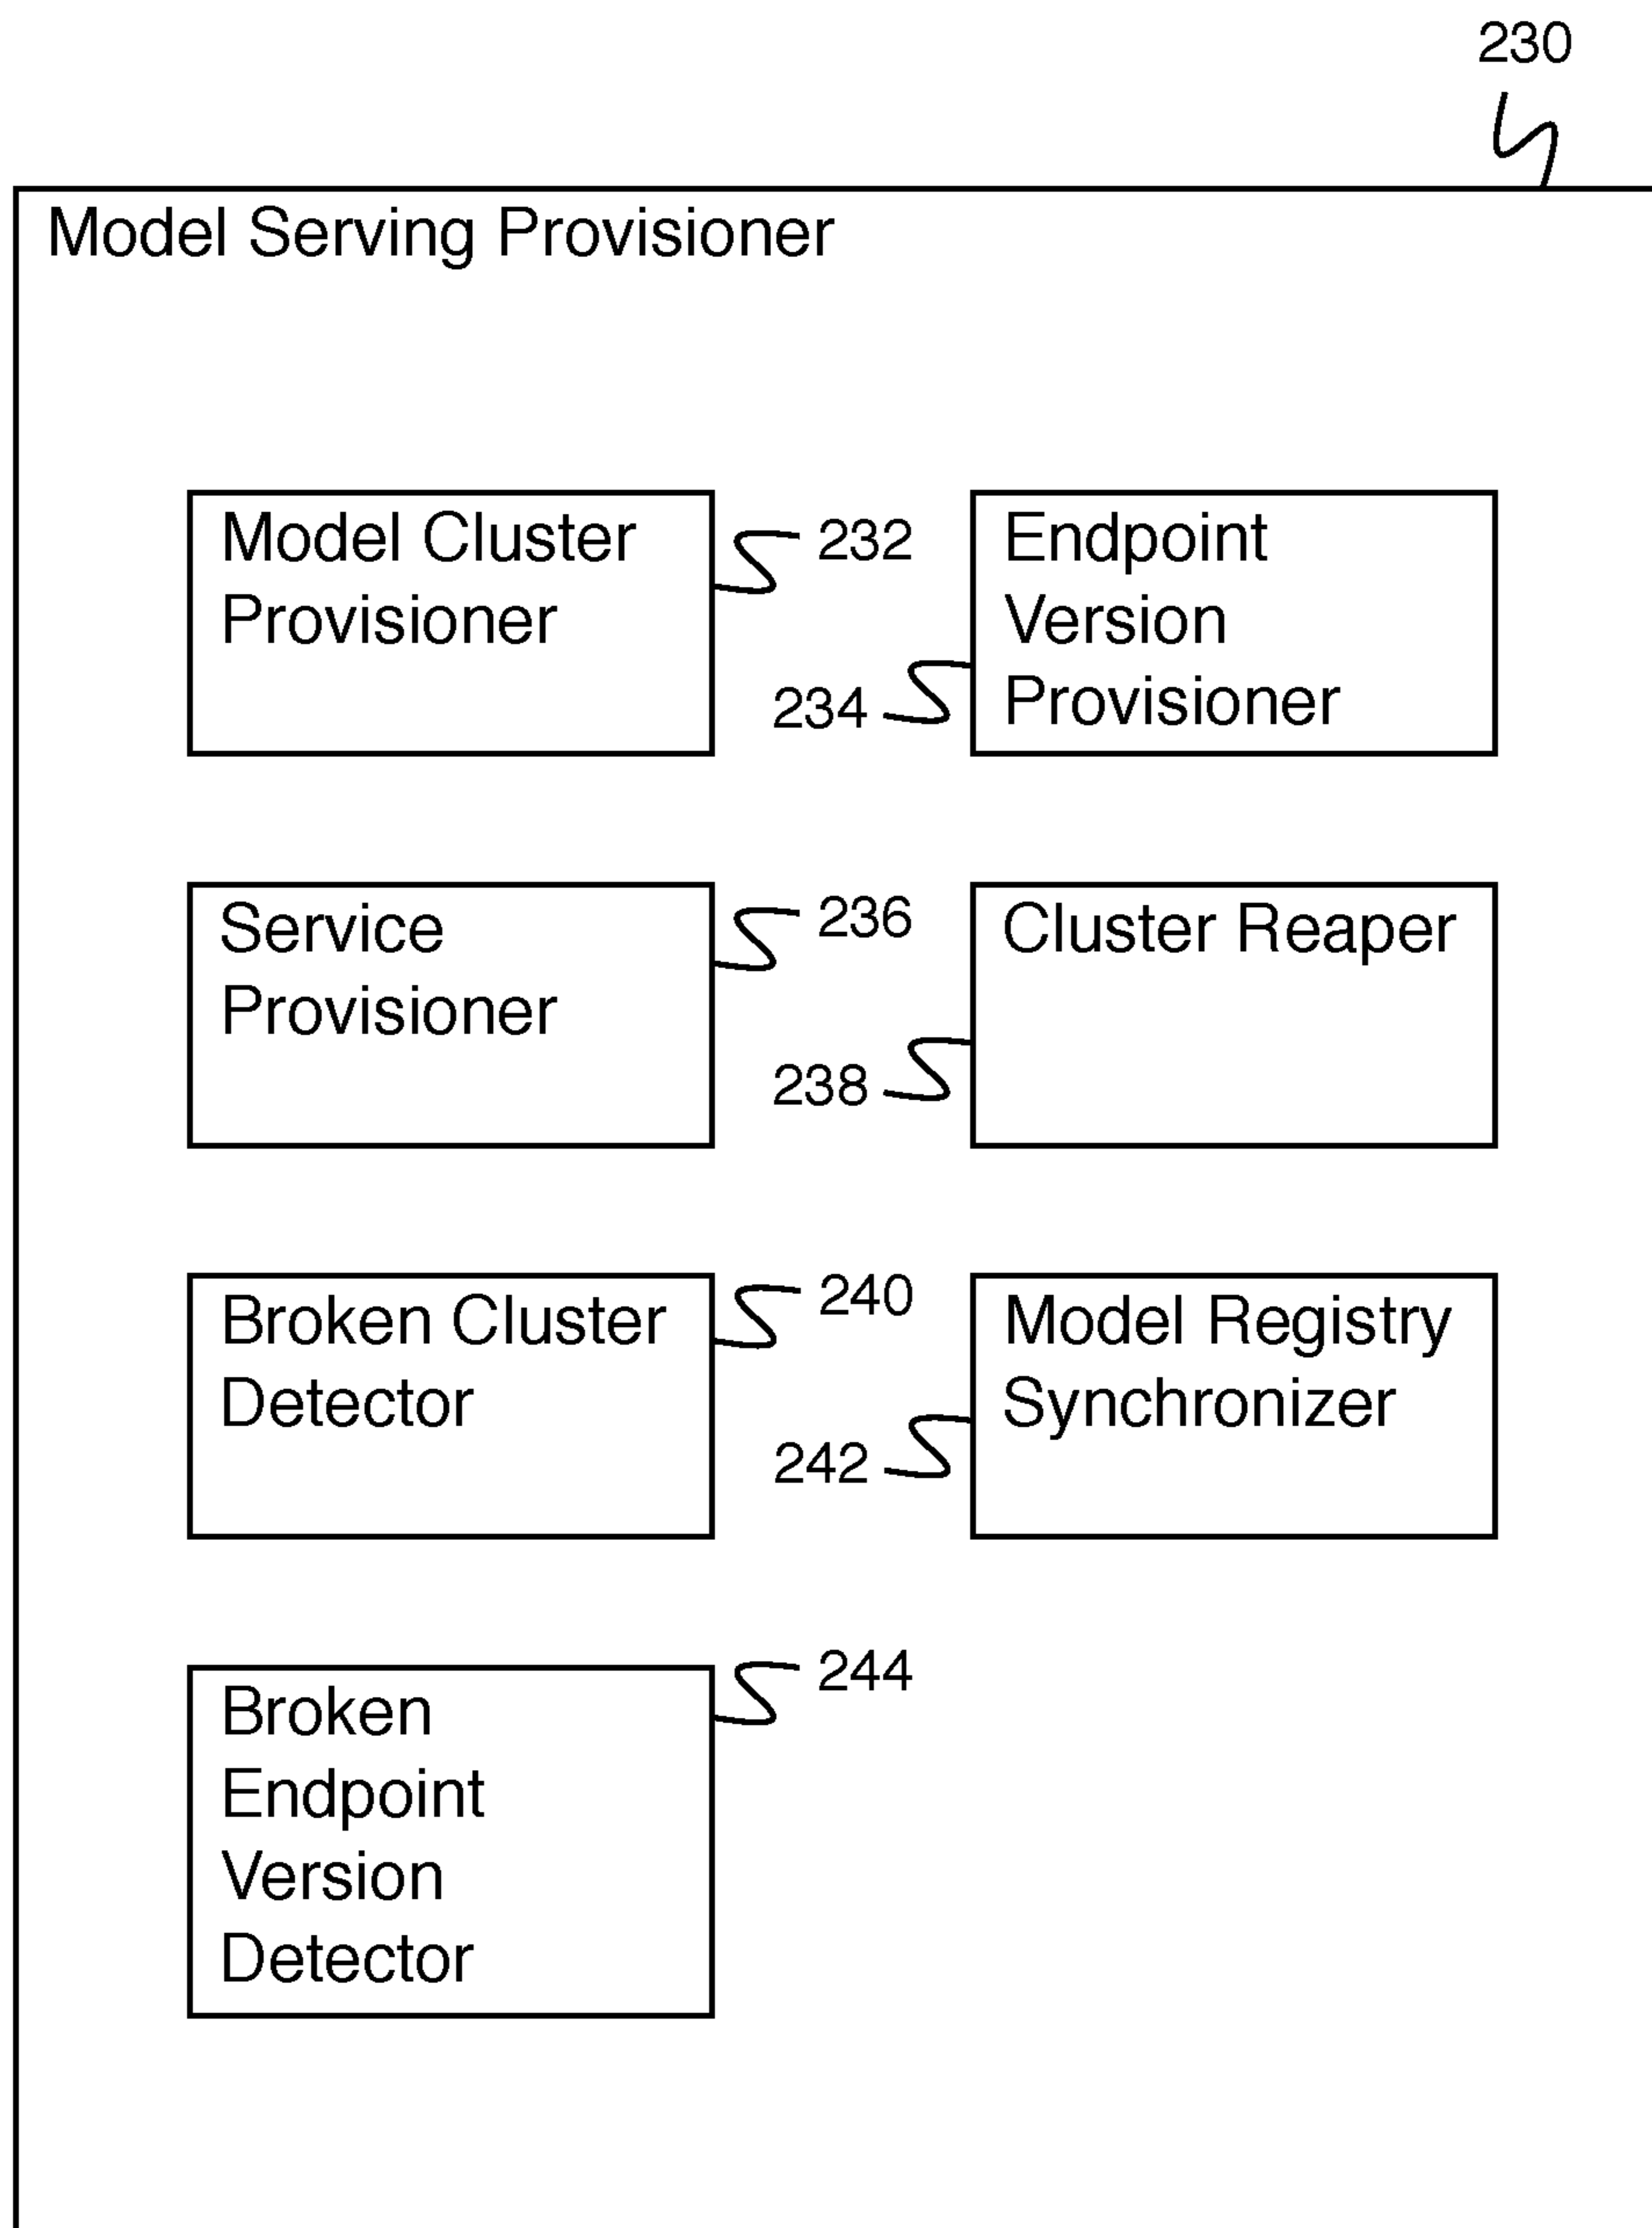 230
Model Serving Provisioner
Model Cluster
Provisioner
232
Endpoint
Version
Provisioner
234
Service
Provisioner
236
Cluster Reaper
238
Broken Cluster
Detector
240
Model Registry
Synchronizer
242
Broken
Endpoint
Version
Detector
244